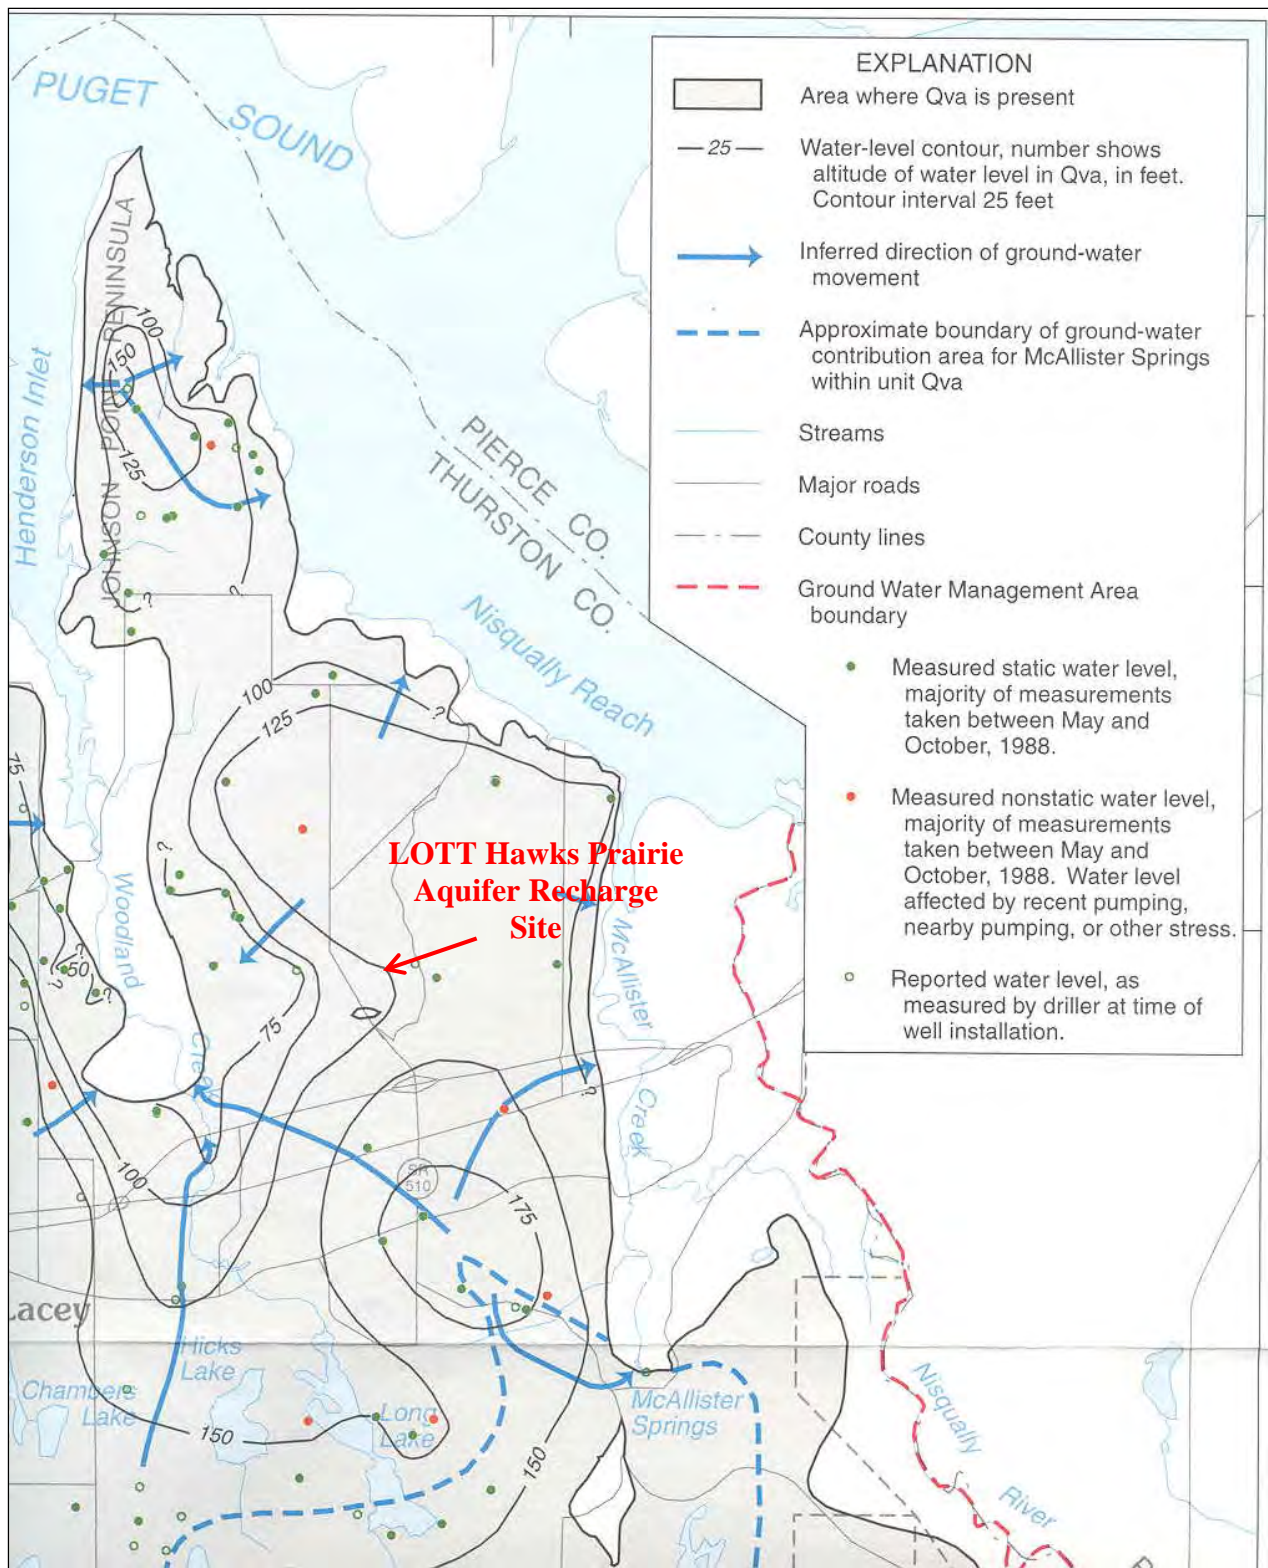 PUGET
SOUND
EXPLANATION
Area where Qva is present
25
Water-level contour, number shows
altitude of water level in Qva, in feet.
Contour interval 25 feet
Inferred direction of ground-water
movement
Approximate boundary of ground-water
contribution area for McAllister Springs
within unit Qva
Streams
Major roads
County lines
Ground Water Management Area
boundary
Measured static water level,
majority of measurements
taken between May and
October, 1988.
Measured nonstatic water level,
majority of measurements
taken between May and
October, 1988. Water level
affected by recent pumping,
nearby pumping, or other stress.
Reported water level, as
measured by driller at time of
well installation.
JOHNSON POINT PENINSULA
Henderson Inlet
100
150
125
?
?
PIERCE CO.
THURSTON CO.
Nisqually Reach
100
125
?
75
?
LOTT Hawks Prairie
Aquifer Recharge
Site
Woodland
Creek
McAllister
Creek
50
?
?
?
75
?
100
SR
510
175
Lacey
Hicks
Lake
Chambers
Lake
Long
Lake
150
150
McAllister
Springs
Nisqually
River